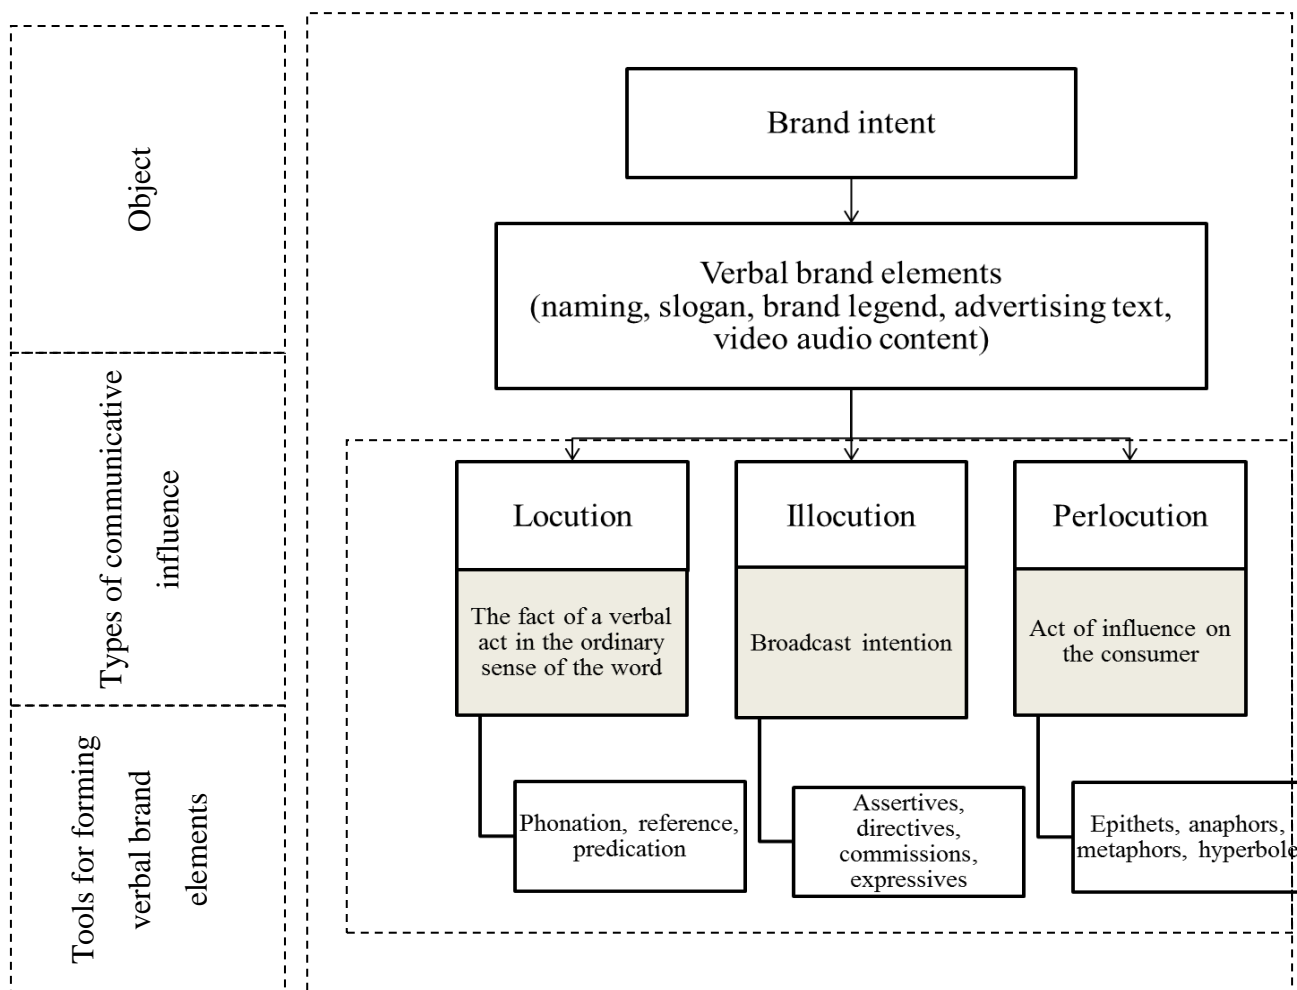 Object
Brand intent
Verbal brand elements
(naming, slogan, brand legend, advertising text,
video audio content)
Types of communicative
influence
Locution
The fact of a verbal
act in the ordinary
sense of the word
Illocution
Broadcast intention
Perlocution
Act of influence on
the consumer
Tools for forming
verbal brand
elements
Phonation, reference,
predication
Assertives,
directives,
commissions,
expressives
Epithets, anaphors,
metaphors, hyperbole